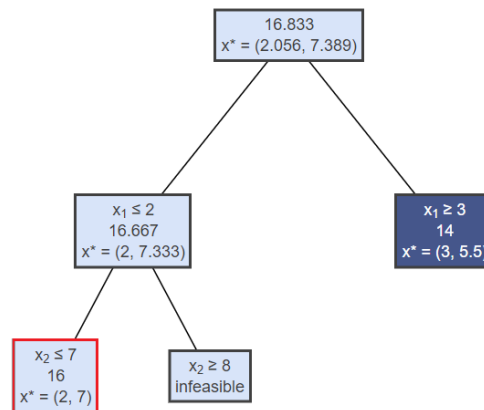 16.833
x* = (2.056, 7.389)
x₁ ≤ 2
16.667
x* = (2, 7.333)
x₁ ≥ 3
14
x* = (3, 5.5)
x₂ ≤ 7
16
x* = (2, 7)
x₂ ≥ 8
infeasible